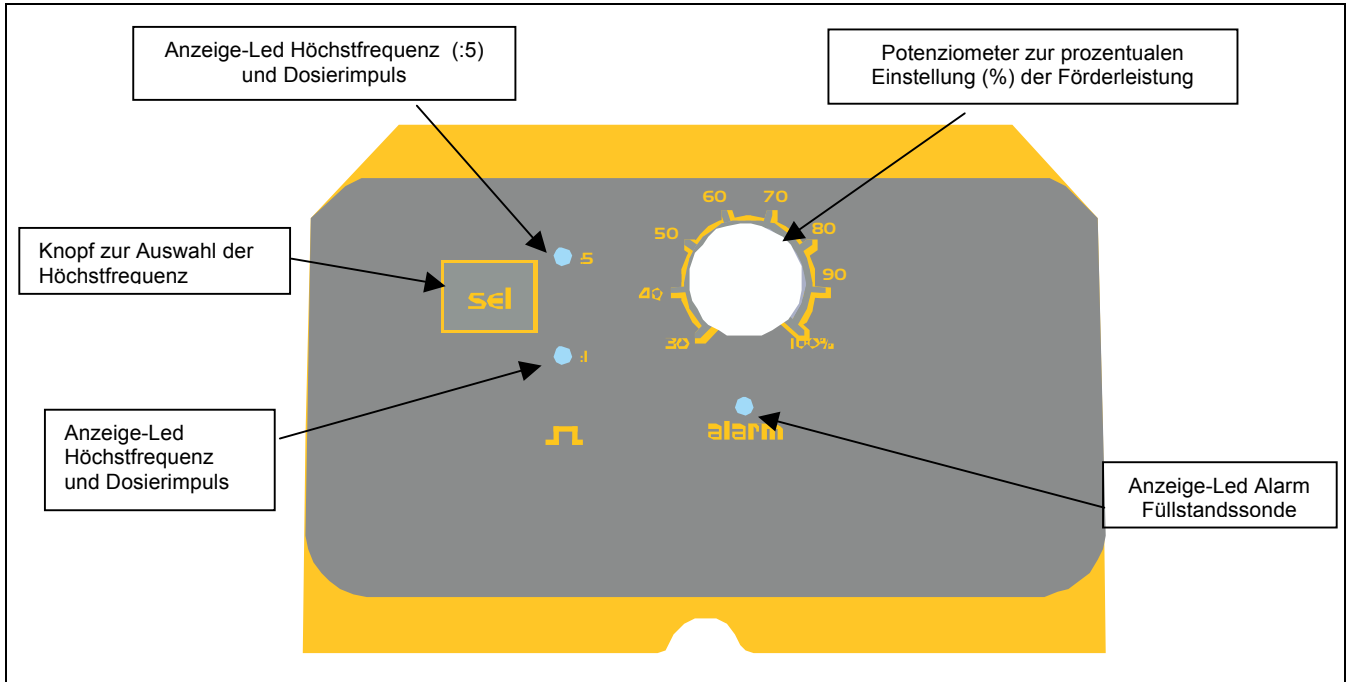 Anzeige-Led Höchstfrequenz (:5)
und Dosierimpuls
Potenziometer zur prozentualen
Einstellung (%) der Förderleistung
Knopf zur Auswahl der
Höchstfrequenz
Anzeige-Led
Höchstfrequenz
und Dosierimpuls
Anzeige-Led Alarm
Füllstandssonde
sel
:5
:1
30
40
50
60
70
80
90
100%
alarm